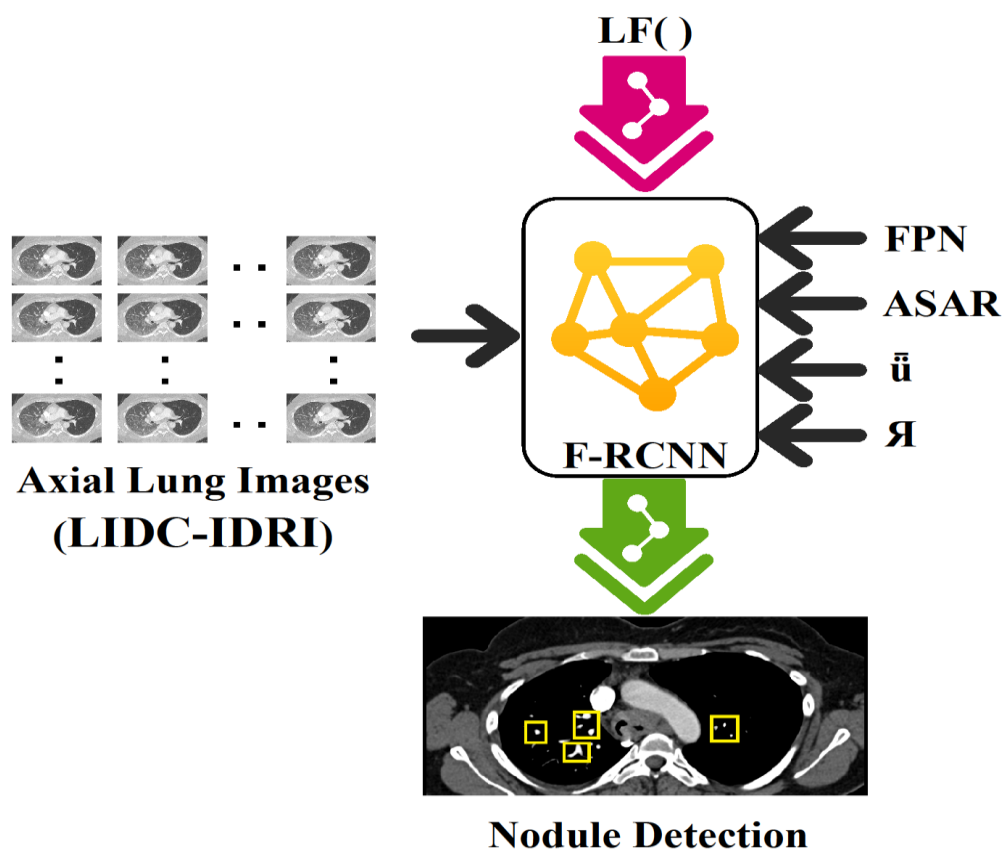 LF( )
FPN
ASAR
ṻ
Я
F-RCNN
Axial Lung Images
(LIDC-IDRI)
Nodule Detection